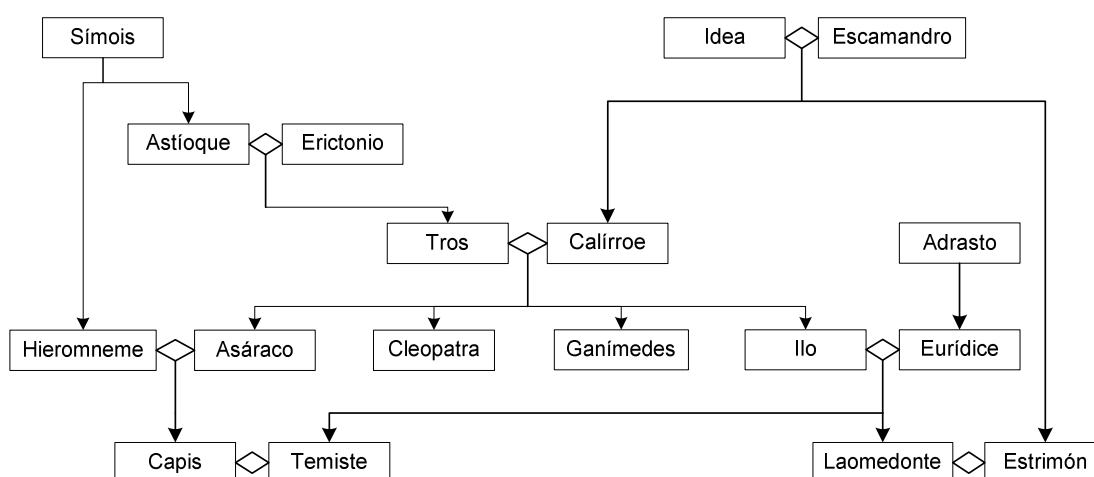 Símois
Idea
Escamandro
Astíoque
Erictonio
Tros
Calírroe
Adrasto
Hieromneme
Asáraco
Cleopatra
Ganímedes
Ilo
Eurídice
Capis
Temiste
Laomedonte
Estrimón